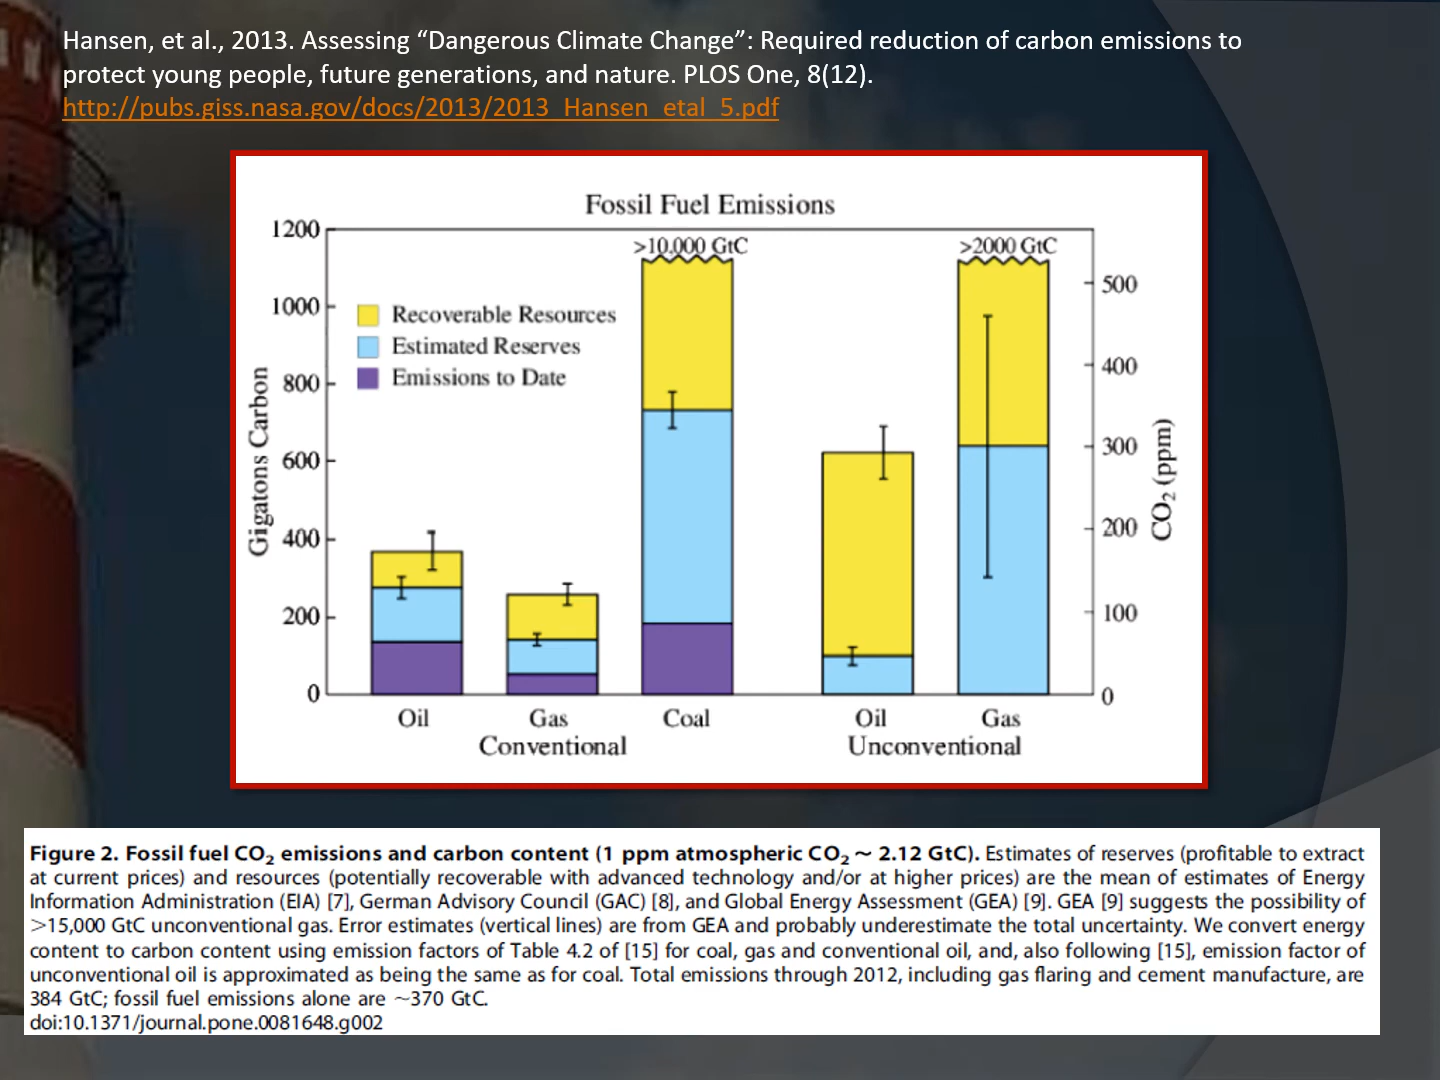 Hansen, et al., 2013. Assessing “Dangerous Climate Change”: Required reduction of carbon emissions to
protect young people, future generations, and nature. PLOS One, 8(12).
http://pubs.giss.nasa.gov/docs/2013/2013_Hansen_etal_5.pdf
Fossil Fuel Emissions
1200
>10,000 GtC
>2000 GtC
500
1000
Recoverable Resources
Estimated Reserves
400
800
Emissions to Date
Gigatons Carbon
CO₂ (ppm)
300
600
400
200
200
100
0
0
Oil
Gas
Coal
Oil
Gas
Conventional
Unconventional
Figure 2. Fossil fuel CO₂ emissions and carbon content (1 ppm atmospheric CO₂ ~ 2.12 GtC). Estimates of reserves (profitable to extract
at current prices) and resources (potentially recoverable with advanced technology and/or at higher prices) are the mean of estimates of Energy
Information Administration (EIA) [7], German Advisory Council (GAC) [8], and Global Energy Assessment (GEA) [9]. GEA [9] suggests the possibility of
>15,000 GtC unconventional gas. Error estimates (vertical lines) are from GEA and probably underestimate the total uncertainty. We convert energy
content to carbon content using emission factors of Table 4.2 of [15] for coal, gas and conventional oil, and, also following [15], emission factor of
unconventional oil is approximated as being the same as for coal. Total emissions through 2012, including gas flaring and cement manufacture, are
384 GtC; fossil fuel emissions alone are ~370 GtC.
doi:10.1371/journal.pone.0081648.g002